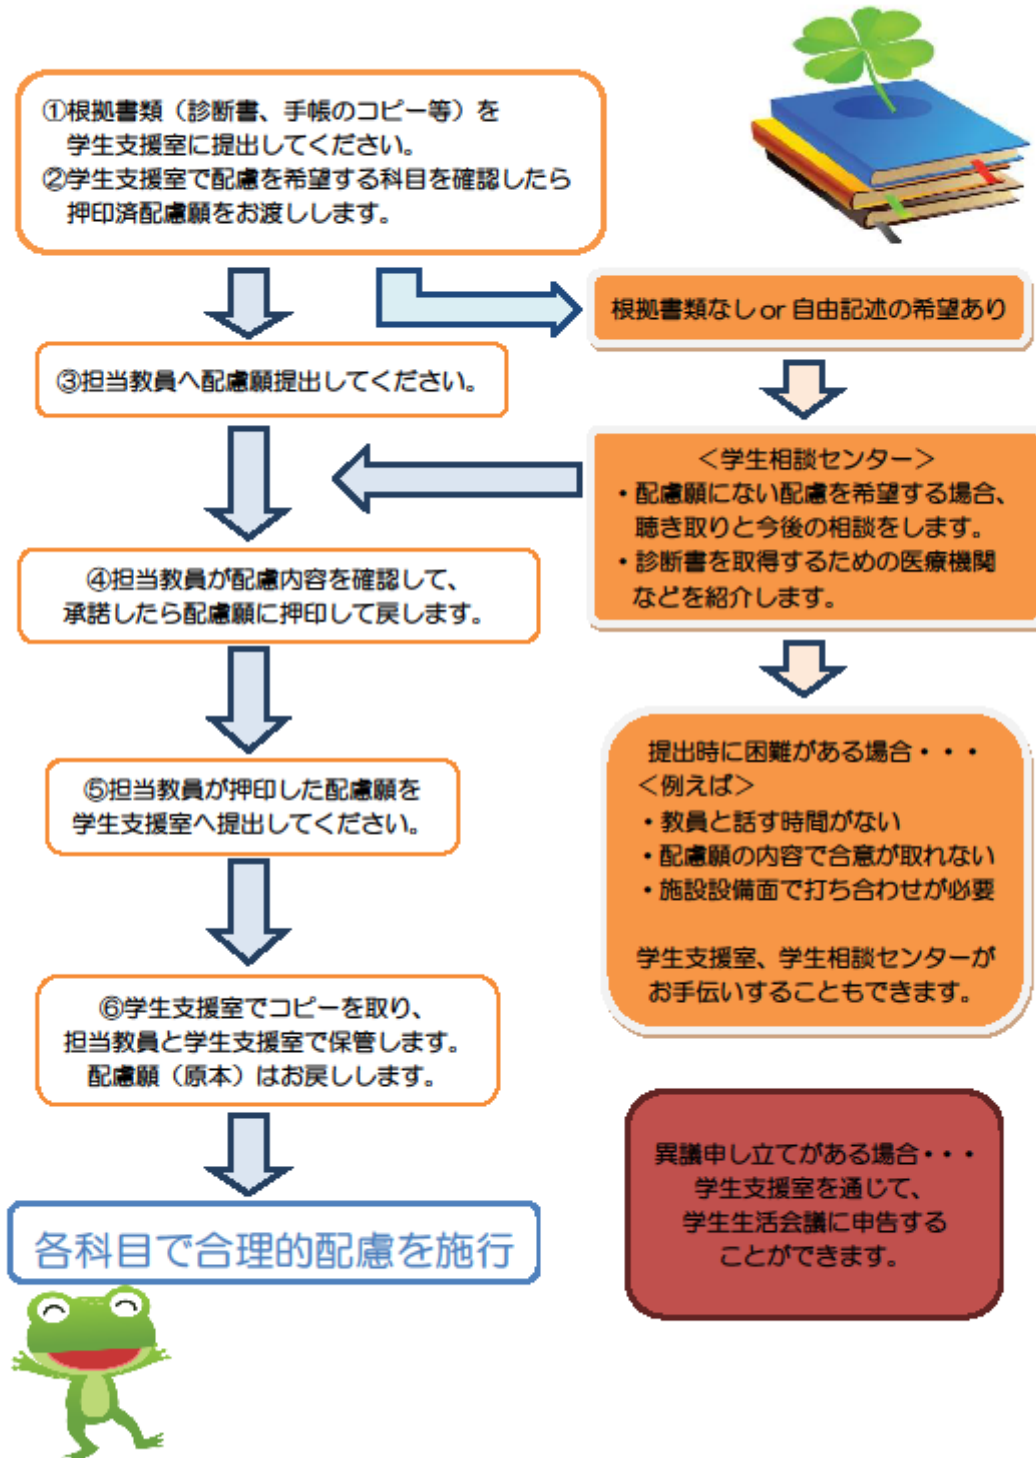 ①根拠書類（診断書、手帳のコピー等）を
学生支援室に提出してください。
②学生支援室で配慮を希望する科目を確認したら
押印済配慮願をお渡しします。
根拠書類なし or 自由記述の希望あり
③担当教員へ配慮願提出してください。
＜学生相談センター＞
・配慮願にない配慮を希望する場合、
聴き取りと今後の相談をします。
・診断書を取得するための医療機関
などを紹介します。
④担当教員が配慮内容を確認して、
承諾したら配慮願に押印して戻します。
提出時に困難がある場合・・・
＜例えば＞
・教員と話す時間がない
・配慮願の内容で合意が取れない
・施設設備面で打ち合わせが必要
学生支援室、学生相談センターが
お手伝いすることもできます。
⑤担当教員が押印した配慮願を
学生支援室へ提出してください。
⑥学生支援室でコピーを取り、
担当教員と学生支援室で保管します。
配慮願（原本）はお戻しします。
異議申し立てがある場合・・・
学生支援室を通じて、
学生生活会議に申告する
ことができます。
各科目で合理的配慮を施行